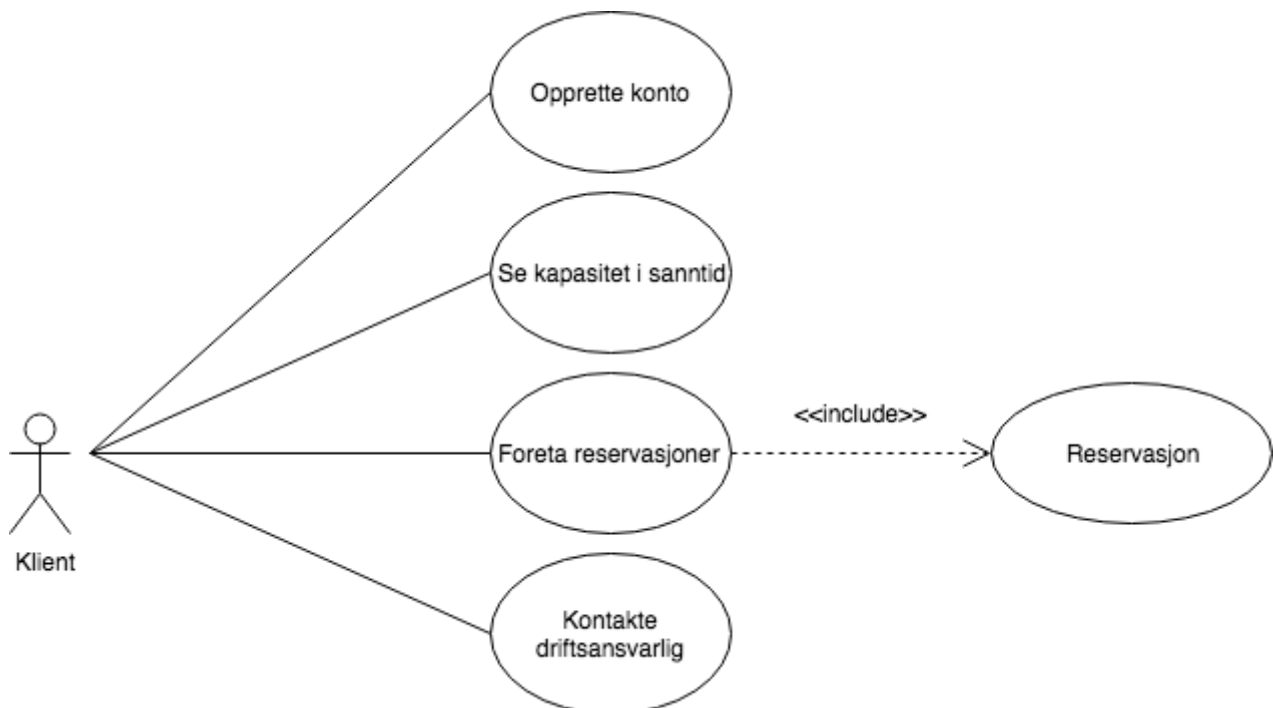 Opprette konto
Se kapasitet i sanntid
<<include>>
Foreta reservasjoner
Reservasjon
Klient
Kontakte
driftsansvarlig